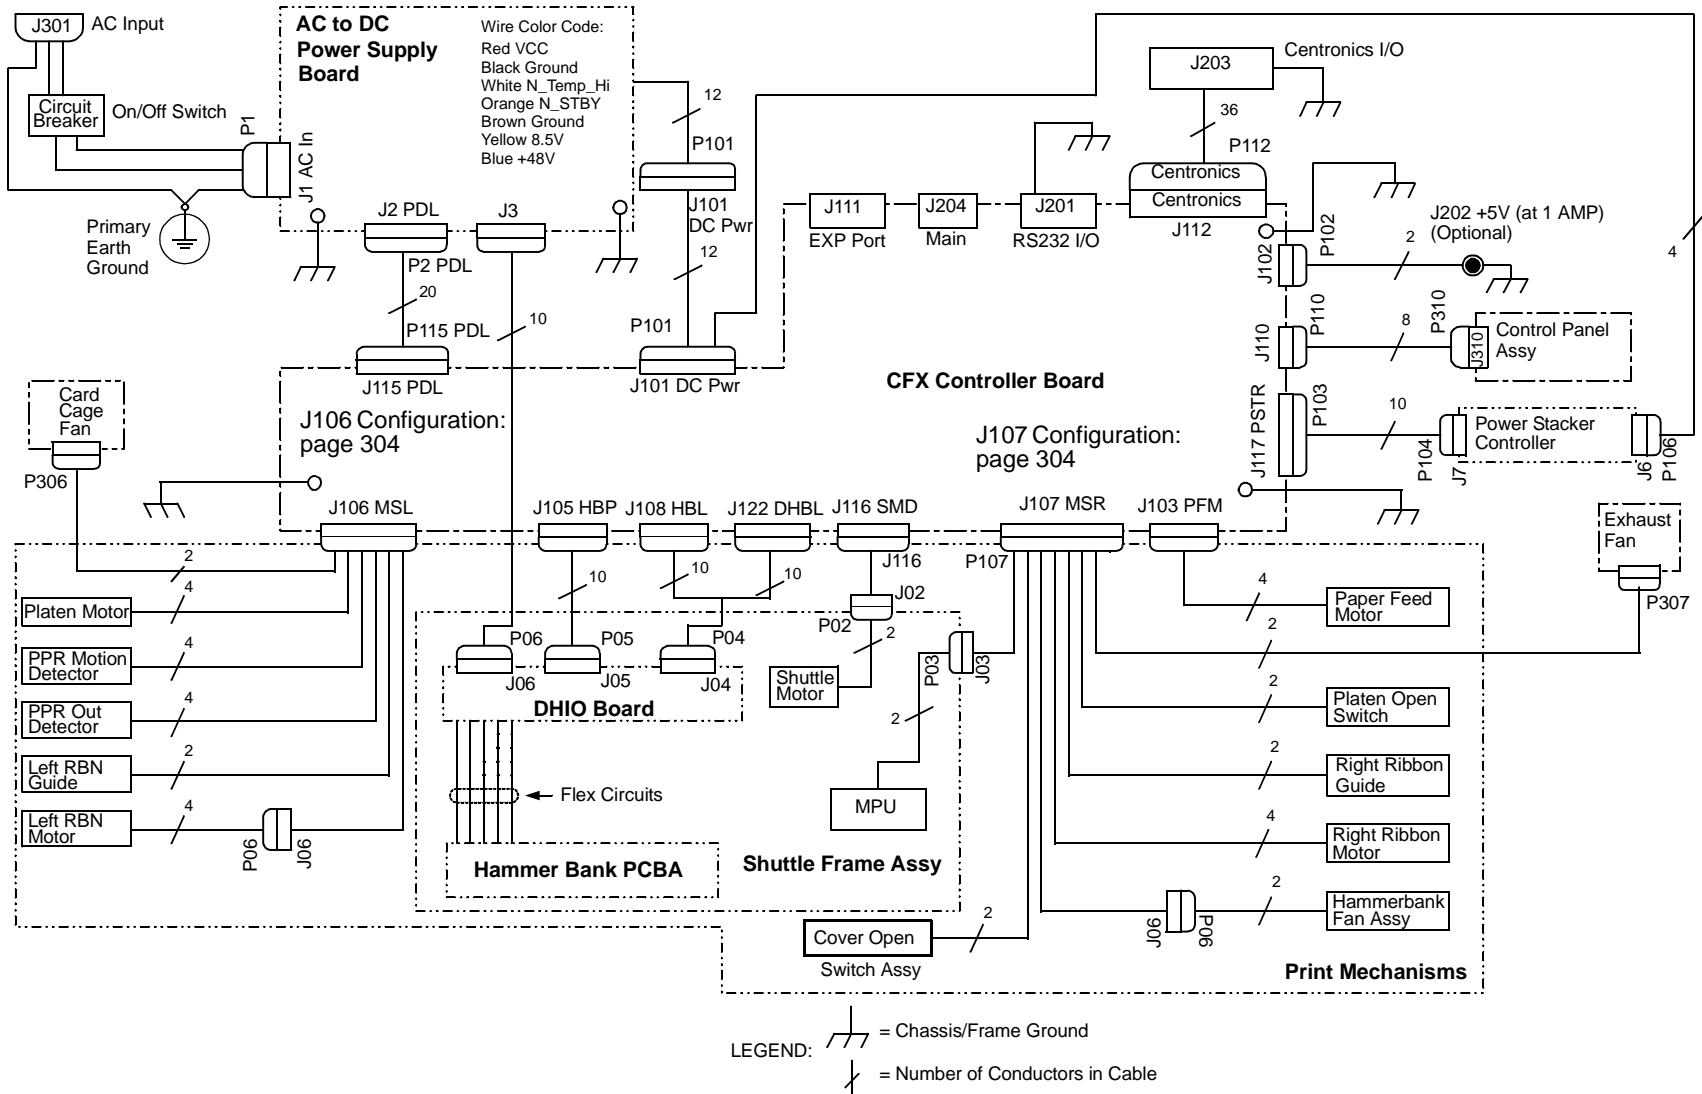 J301
AC Input
Circuit
Breaker
On/Off Switch
P1
J1 AC In
Primary
Earth
Ground
AC to DC
Power Supply
Board
Wire Color Code:
Red VCC
Black Ground
White N_Temp_Hi
Orange N_STBY
Brown Ground
Yellow 8.5V
Blue +48V
J2 PDL
J3
P2 PDL
20
P115 PDL
J115 PDL
10
12
P101
J101
DC Pwr
12
P101
J101 DC Pwr
J203
Centronics I/O
36
P112
Centronics
Centronics
J112
J111
EXP Port
J204
Main
J201
RS232 I/O
J102
P102
2
J202 +5V (at 1 AMP)
(Optional)
4
J110
P110
8
P310
J310
Control Panel
Assy
J117 PSTR
P103
10
P104
J7
Power Stacker
Controller
J6
P106
CFX Controller Board
J106 Configuration:
page 304
J107 Configuration:
page 304
Card
Cage
Fan
P306
Exhaust
Fan
P307
J106 MSL
J105 HBP
J108 HBL
J122 DHBL
J116 SMD
J107 MSR
J103 PFM
J116
P107
2
4
Platen Motor
4
PPR Motion
Detector
4
PPR Out
Detector
2
Left RBN
Guide
4
Left RBN
Motor
P06
J06
10
10
10
P06
J06
P05
J05
P04
J04
DHIO Board
Flex Circuits
Hammer Bank PCBA
J02
P02
2
Shuttle
Motor
P03
J03
2
MPU
Shuttle Frame Assy
4
Paper Feed
Motor
2
2
Platen Open
Switch
2
Right Ribbon
Guide
4
Right Ribbon
Motor
J06
P06
2
Hammerbank
Fan Assy
Cover Open
Switch Assy
2
Print Mechanisms
LEGEND:
= Chassis/Frame Ground
= Number of Conductors in Cable